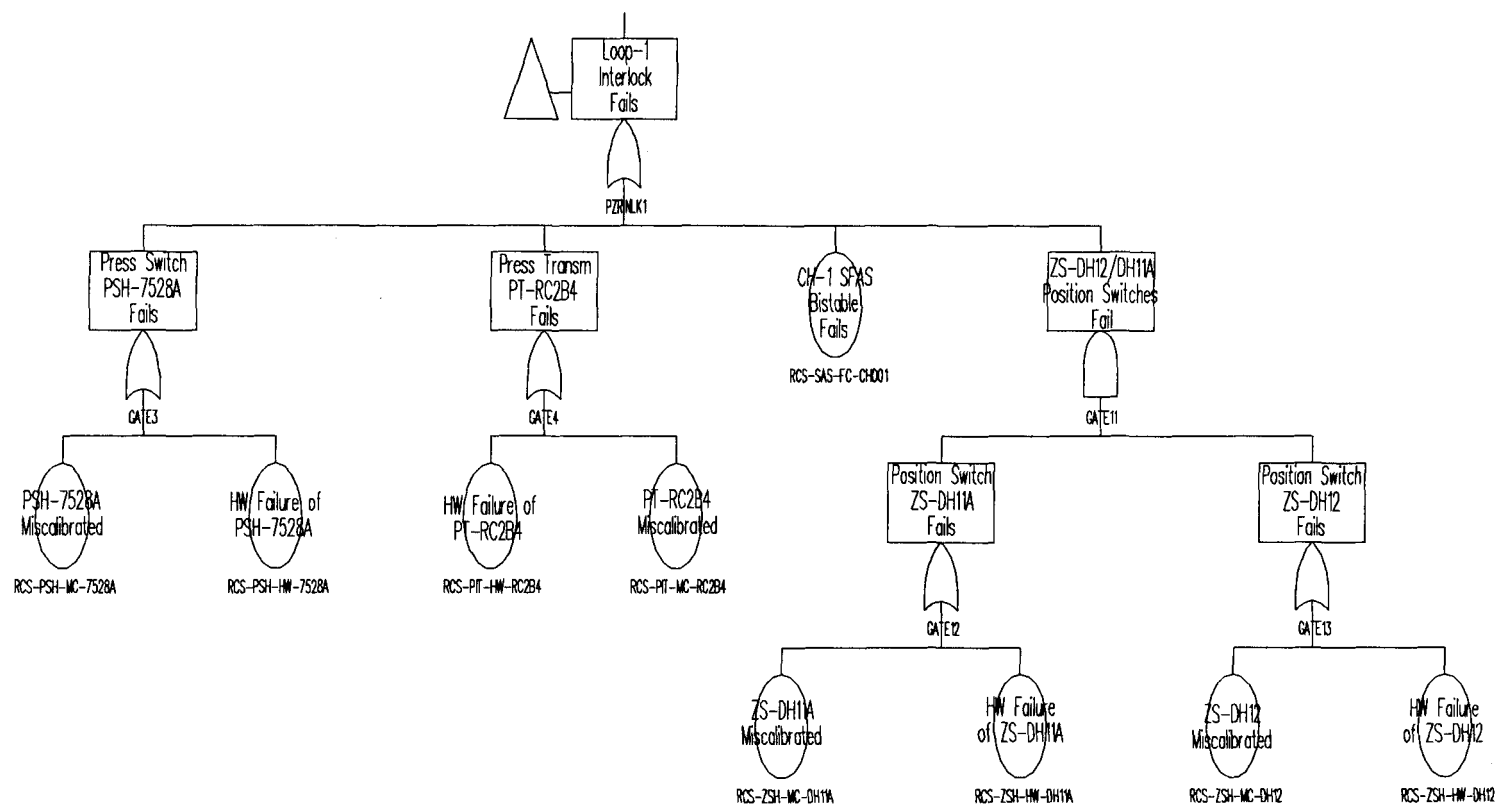 Loop-1
Interlock
Fails
PZRINLK1
Press Switch
PSH-7528A
Fails
Press Transm
PT-RC2B4
Fails
CH-1 SFAS
Bistable
Fails
ZS-DH12/DH11A
Position Switches
Fail
RCS-SAS-FC-CH001
GATE3
GATE4
GATE11
PSH-7528A
Miscalibrated
HW Failure of
PSH-7528A
HW Failure of
PT-RC2B4
PT-RC2B4
Miscalibrated
Position Switch
ZS-DH11A
Fails
Position Switch
ZS-DH12
Fails
RCS-PSH-MC-7528A
RCS-PSH-HW-7528A
RCS-PIT-HW-RC2B4
RCS-PIT-MC-RC2B4
GATE12
GATE13
ZS-DH11A
Miscalibrated
HW Failure
of ZS-DH11A
ZS-DH12
Miscalibrated
HW Failure
of ZS-DH12
RCS-ZSH-MC-DH11A
RCS-ZSH-HW-DH11A
RCS-ZSH-MC-DH12
RCS-ZSH-HW-DH12